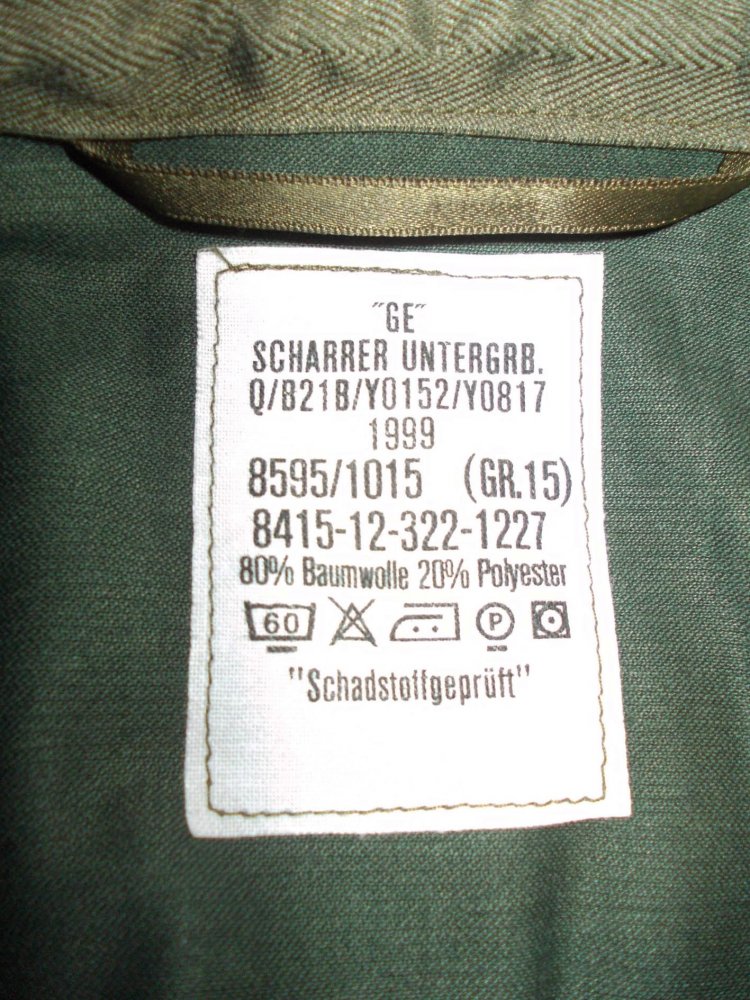 "GE"
SCHARRER UNTERGRB.
Q/B21B/Y0152/Y0817
1999
8595/1015 (GR.15)
8415-12-322-1227
80% Baumwolle 20% Polyester
60 P
"Schadstoffgeprüft"